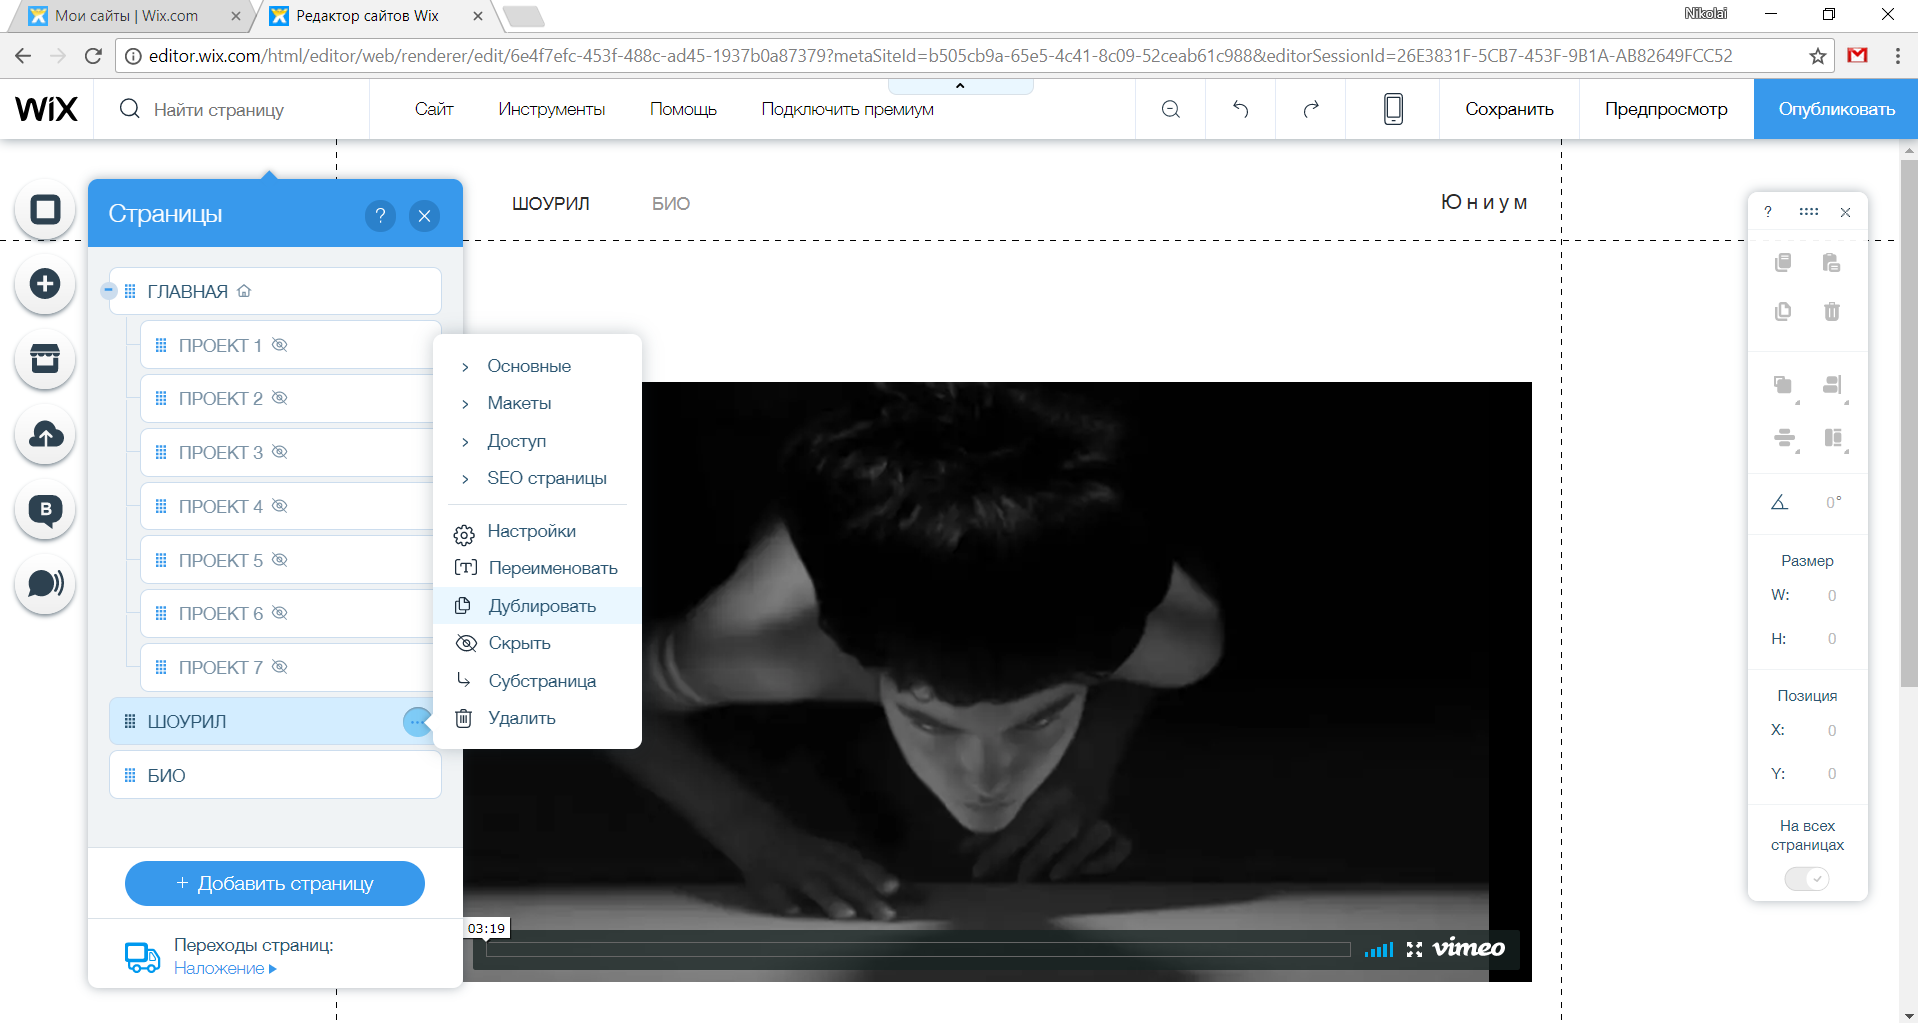 Мои сайты | Wix.com
Редактор сайтов Wix
Nikolai
editor.wix.com/html/editor/web/renderer/edit/6e4f7efc-453f-488c-ad45-1937b0a87379?metaSiteId=b505cb9a-65e5-4c41-8c09-52ceab61c988&editorSessionId=26E3831F-5CB7-453F-9B1A-AB82649FCC52
WiX
Найти страницу
Сайт
Инструменты
Помощь
Подключить премиум
Сохранить
Предпросмотр
Опубликовать
ШОУРИЛ
БИО
Юниум
Страницы
?
ГЛАВНАЯ
ПРОЕКТ 1
ПРОЕКТ 2
ПРОЕКТ 3
ПРОЕКТ 4
ПРОЕКТ 5
ПРОЕКТ 6
ПРОЕКТ 7
ШОУРИЛ
БИО
+ Добавить страницу
Переходы страниц:
Наложение
Основные
Макеты
Доступ
SEO страницы
Настройки
[T] Переименовать
Дублировать
Скрыть
Субстраница
Удалить
B
03:19
vimeo
?
0°
Размер
W: 0
H: 0
Позиция
X: 0
Y: 0
На всех
страницах